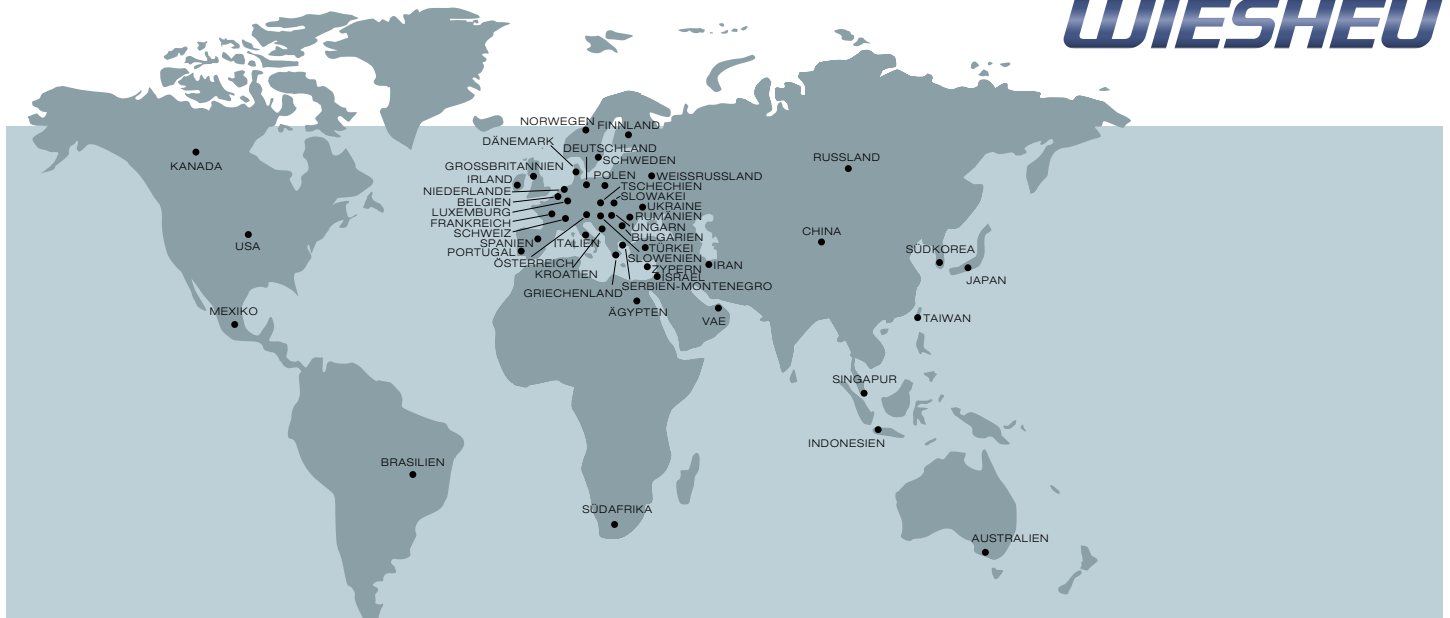 WIESHEU
NORWEGEN
FINNLAND
DÄNEMARK
DEUTSCHLAND
SCHWEDEN
KANADA
GROSSBRITANNIEN
RUSSLAND
IRLAND
POLEN
WEISSRUSSLAND
NIEDERLANDE
TSCHECHIEN
BELGIEN
SLOWAKEI
LUXEMBURG
UKRAINE
FRANKREICH
RUMÄNIEN
SCHWEIZ
UNGARN
CHINA
BULGARIEN
USA
SPANIEN
ITALIEN
TÜRKEI
SÜDKOREA
PORTUGAL
SLOWENIEN
ÖSTERREICH
ZYPERN
IRAN
KROATIEN
ISRAEL
JAPAN
SERBIEN-MONTENEGRO
GRIECHENLAND
MEXIKO
ÄGYPTEN
VAE
TAIWAN
SINGAPUR
INDONESIEN
BRASILIEN
SÜDAFRIKA
AUSTRALIEN